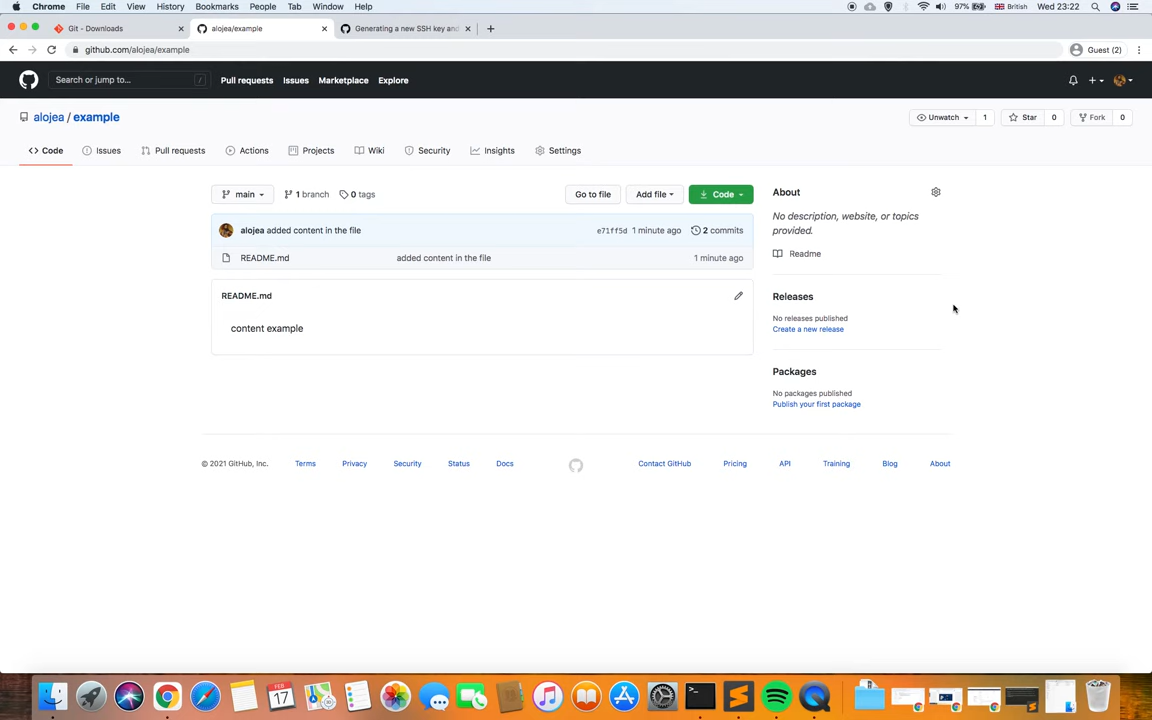 Chrome File Edit View History Bookmarks People Tab Window Help 97% British Wed 23:22
Git - Downloads alojea/example Generating a new SSH key and
github.com/alojea/example Guest (2)
Search or jump to... / Pull requests Issues Marketplace Explore
alojea / example Unwatch 1 Star 0 Fork 0
Code Issues Pull requests Actions Projects Wiki Security Insights Settings
main 1 branch 0 tags Go to file Add file Code About
No description, website, or topics
provided.
alojea added content in the file e71ff5d 1 minute ago 2 commits
README.md added content in the file 1 minute ago Readme
README.md Releases
No releases published
content example Create a new release
Packages
No packages published
Publish your first package
© 2021 GitHub, Inc. Terms Privacy Security Status Docs Contact GitHub Pricing API Training Blog About
FEB
17